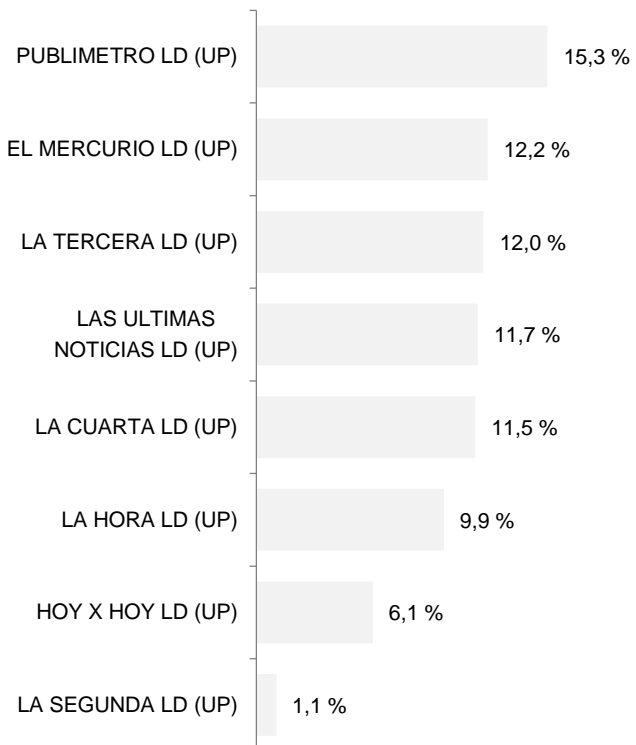 PUBLIMETRO LD (UP) 15,3 %
EL MERCURIO LD (UP) 12,2 %
LA TERCERA LD (UP) 12,0 %
LAS ULTIMAS
NOTICIAS LD (UP) 11,7 %
LA CUARTA LD (UP) 11,5 %
LA HORA LD (UP) 9,9 %
HOY X HOY LD (UP) 6,1 %
LA SEGUNDA LD (UP) 1,1 %